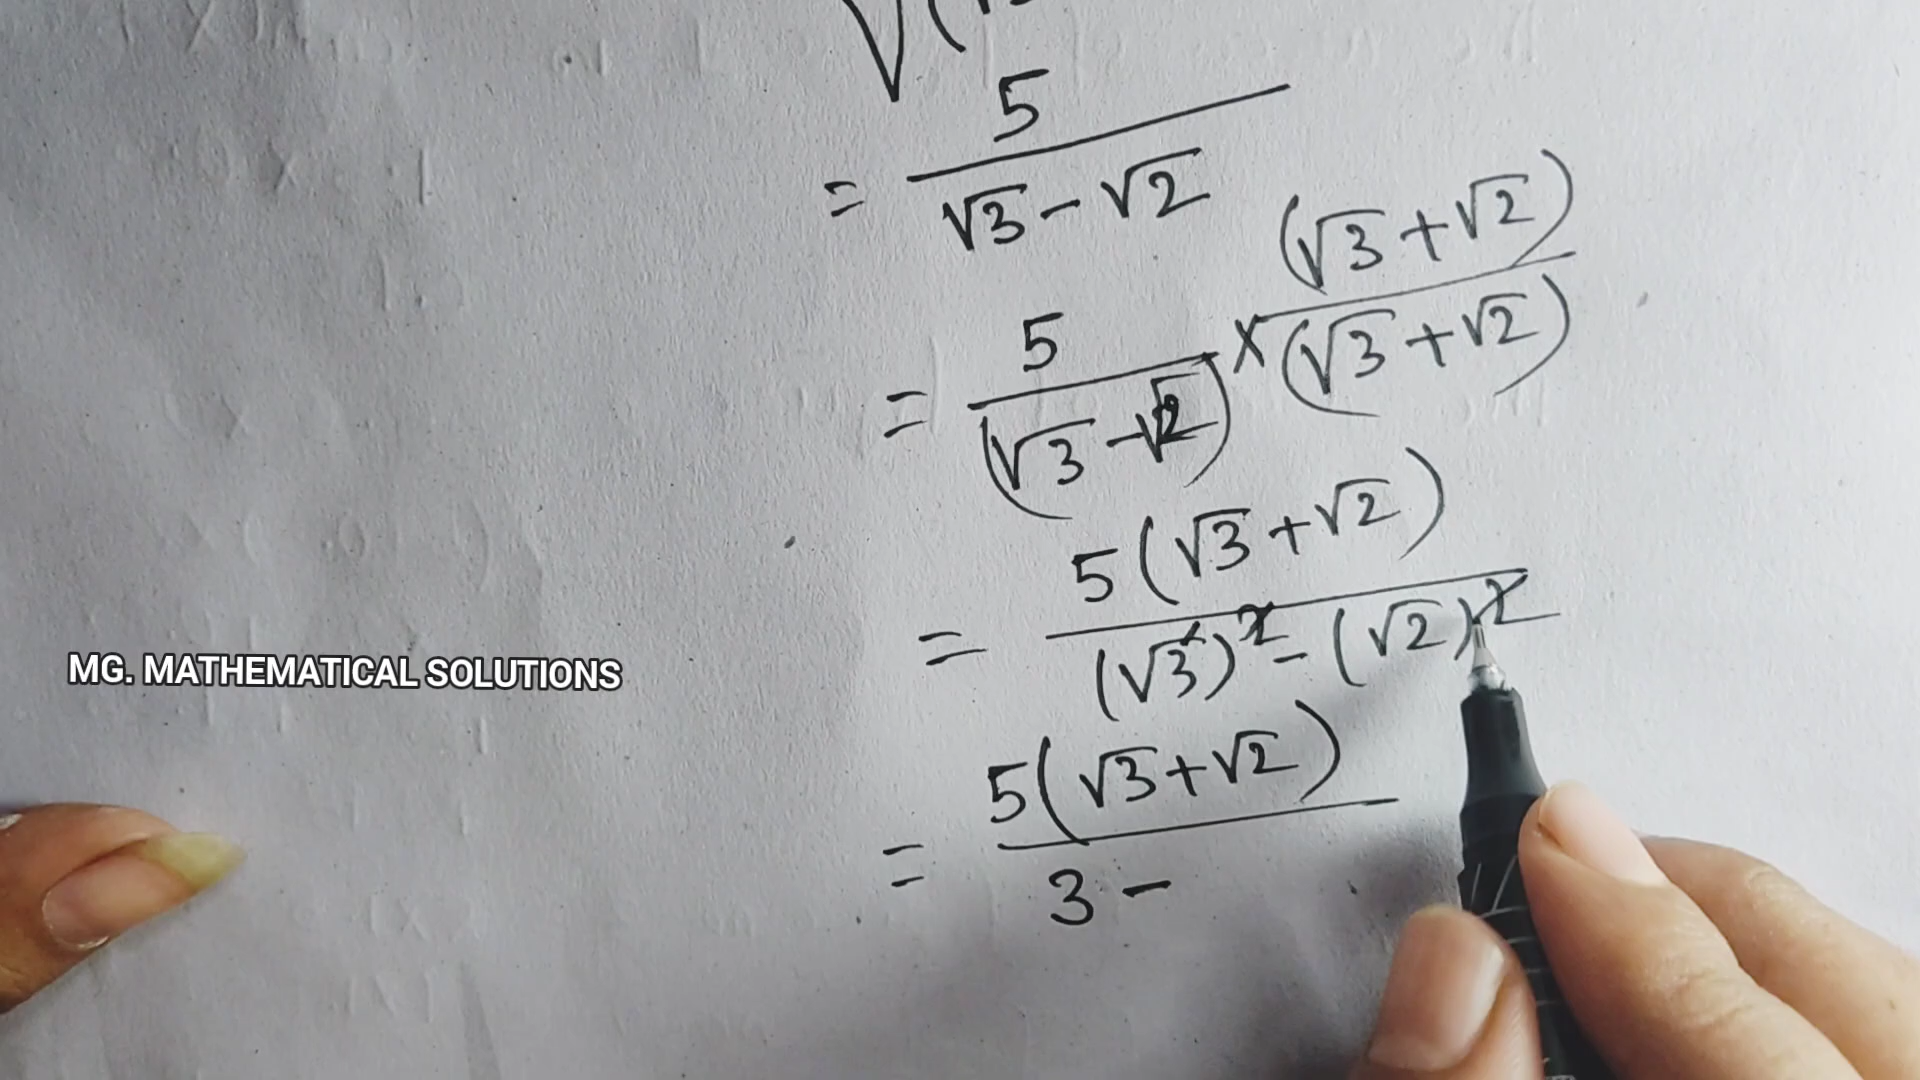 √(√
= 5 / √3 - √2
= 5 / (√3 - √2) × (√3 + √2) / (√3 + √2)
= 5(√3 + √2) / (√3)² - (√2)²
MG. MATHEMATICAL SOLUTIONS
= 5(√3 + √2) / 3 -